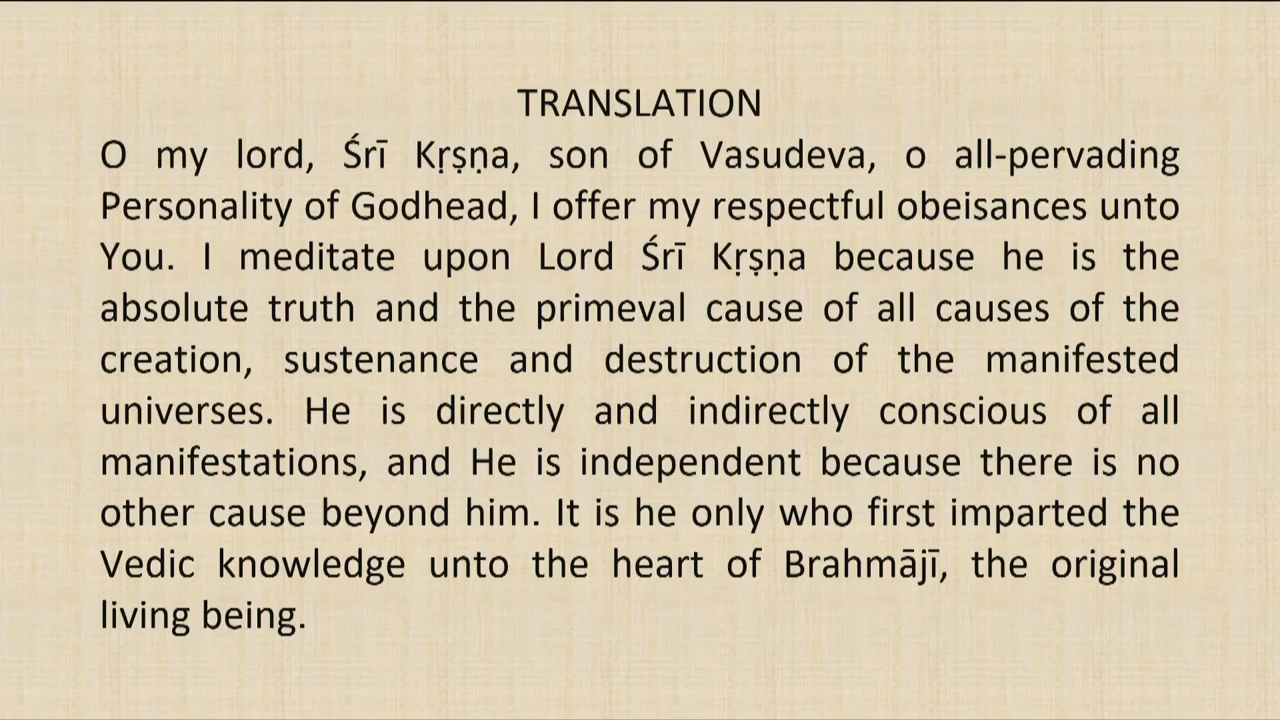 TRANSLATION
O my lord, Śrī Kṛṣṇa, son of Vasudeva, o all-pervading
Personality of Godhead, I offer my respectful obeisances unto
You. I meditate upon Lord Śrī Kṛṣṇa because he is the
absolute truth and the primeval cause of all causes of the
creation, sustenance and destruction of the manifested
universes. He is directly and indirectly conscious of all
manifestations, and He is independent because there is no
other cause beyond him. It is he only who first imparted the
Vedic knowledge unto the heart of Brahmājī, the original
living being.